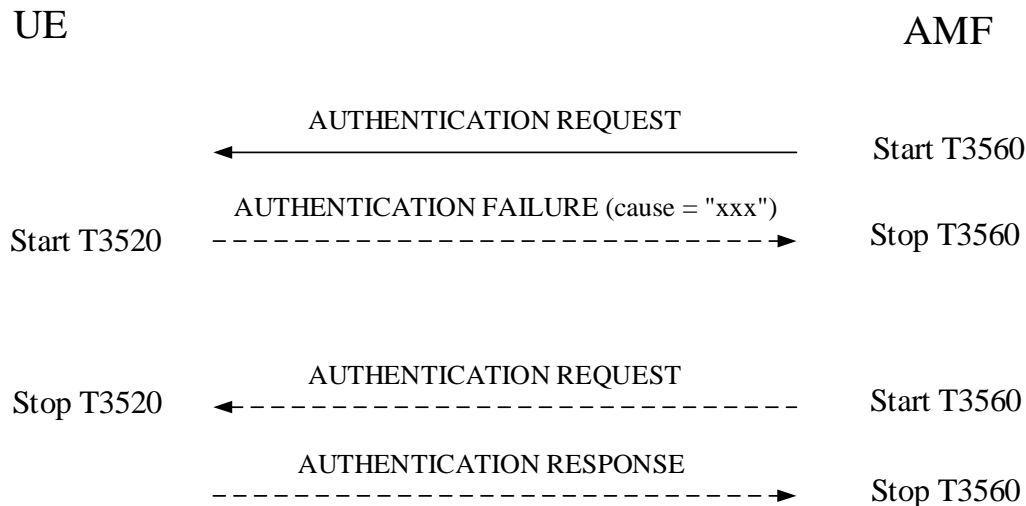 UE
AMF
AUTHENTICATION REQUEST
Start T3560
AUTHENTICATION FAILURE (cause = "xxx")
Start T3520
Stop T3560
AUTHENTICATION REQUEST
Stop T3520
Start T3560
AUTHENTICATION RESPONSE
Stop T3560